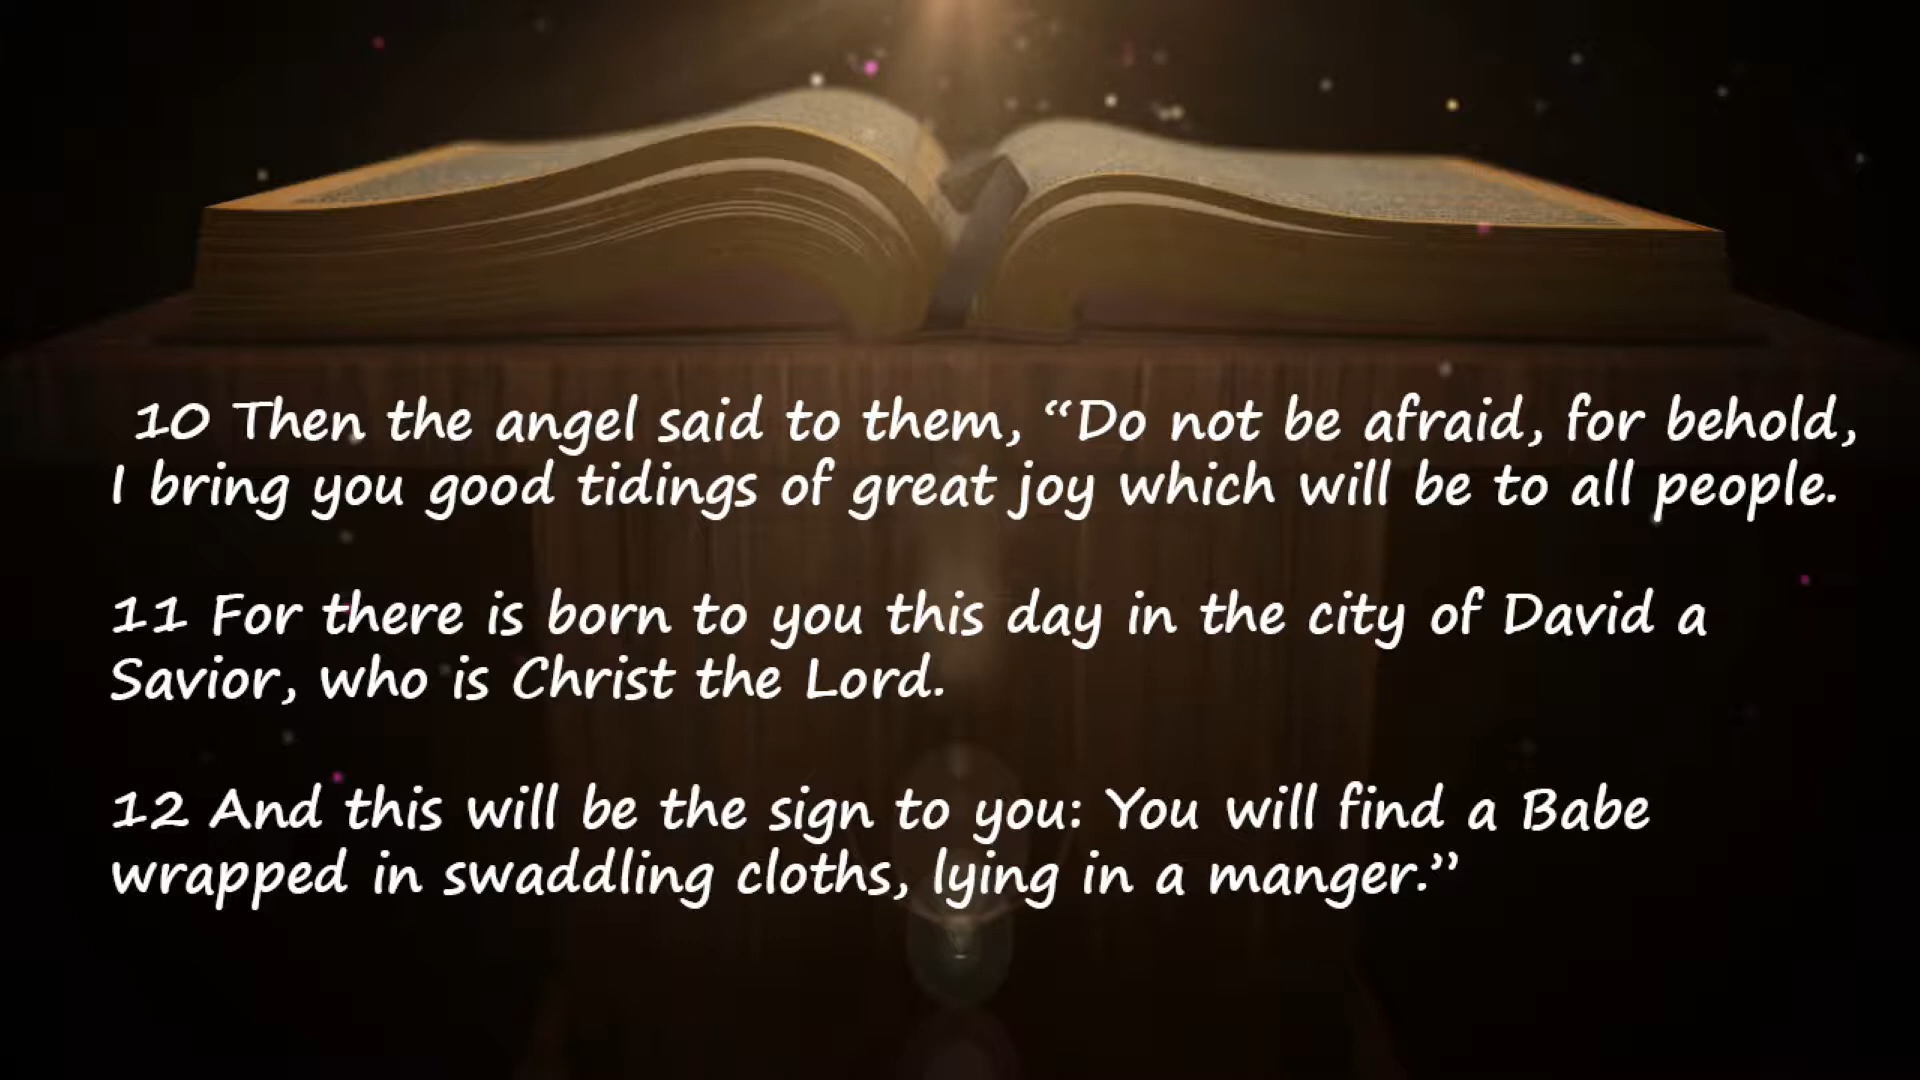 10 Then the angel said to them, “Do not be afraid, for behold,
I bring you good tidings of great joy which will be to all people.
11 For there is born to you this day in the city of David a
Savior, who is Christ the Lord.
12 And this will be the sign to you: You will find a Babe
wrapped in swaddling cloths, lying in a manger.”